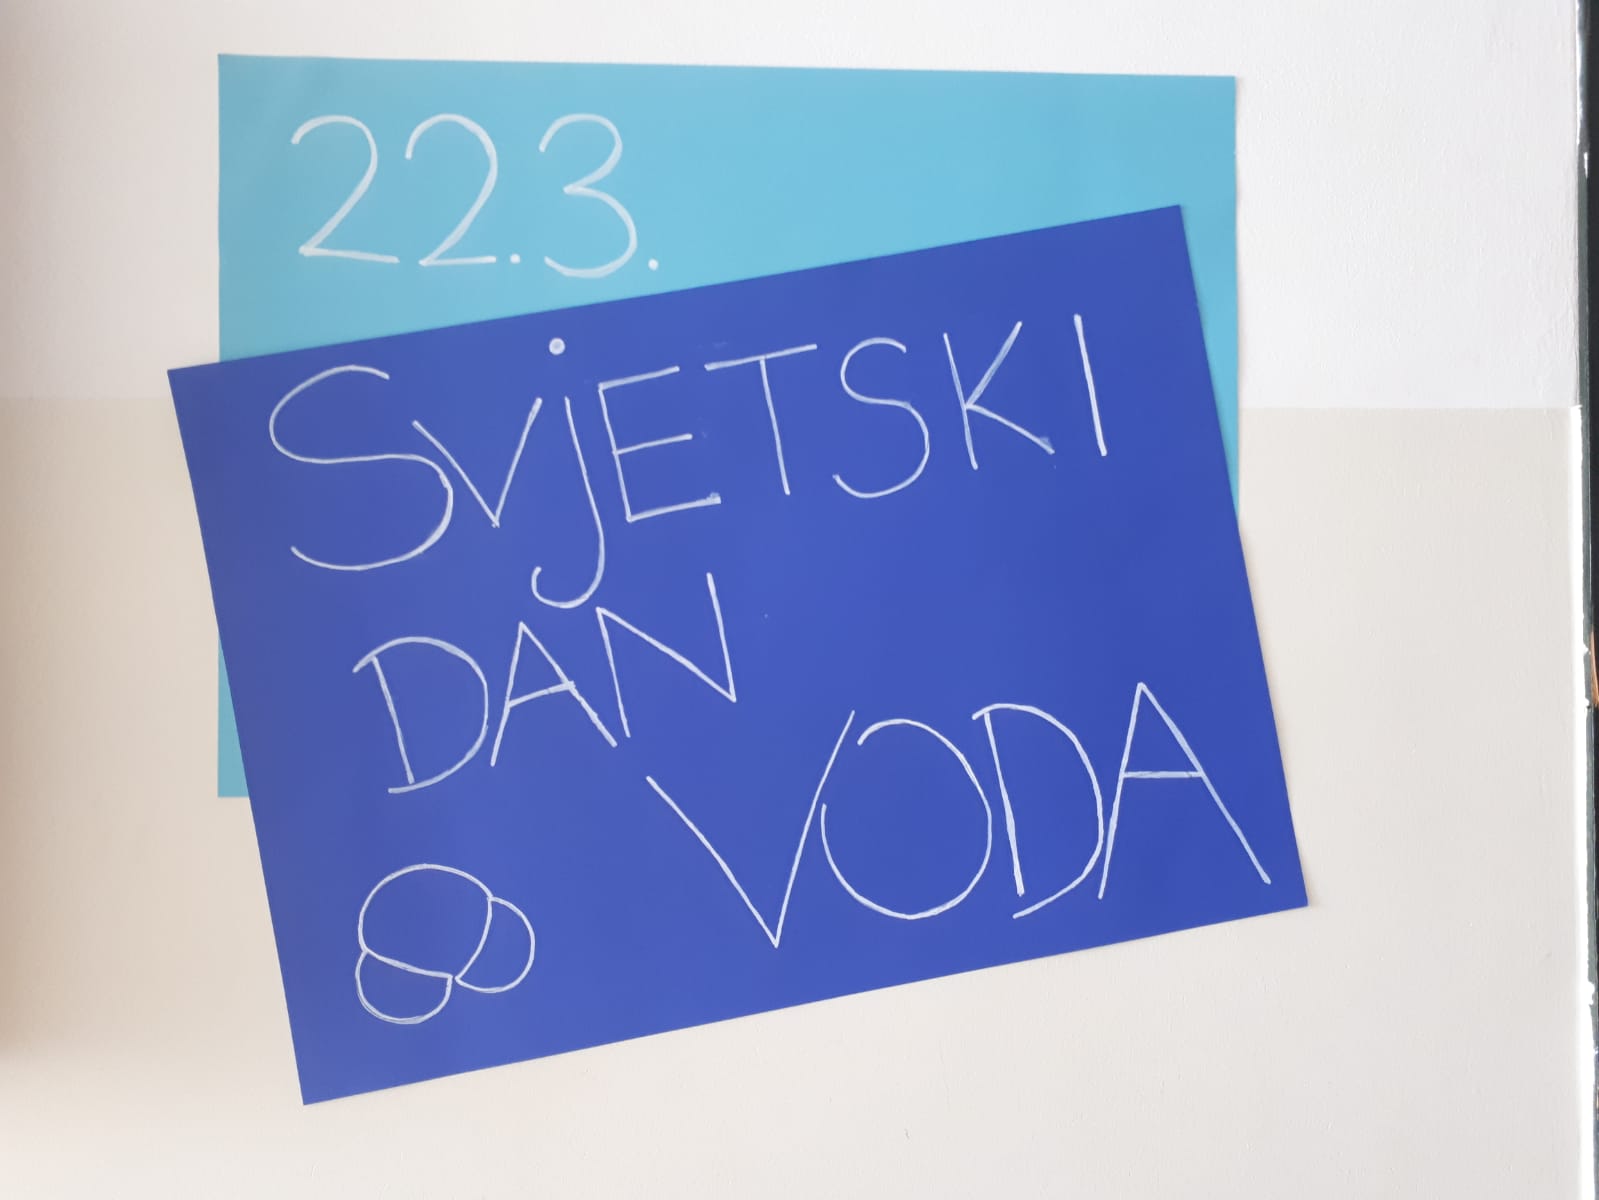 22.3.
SVjETSKI
DAN
VODA